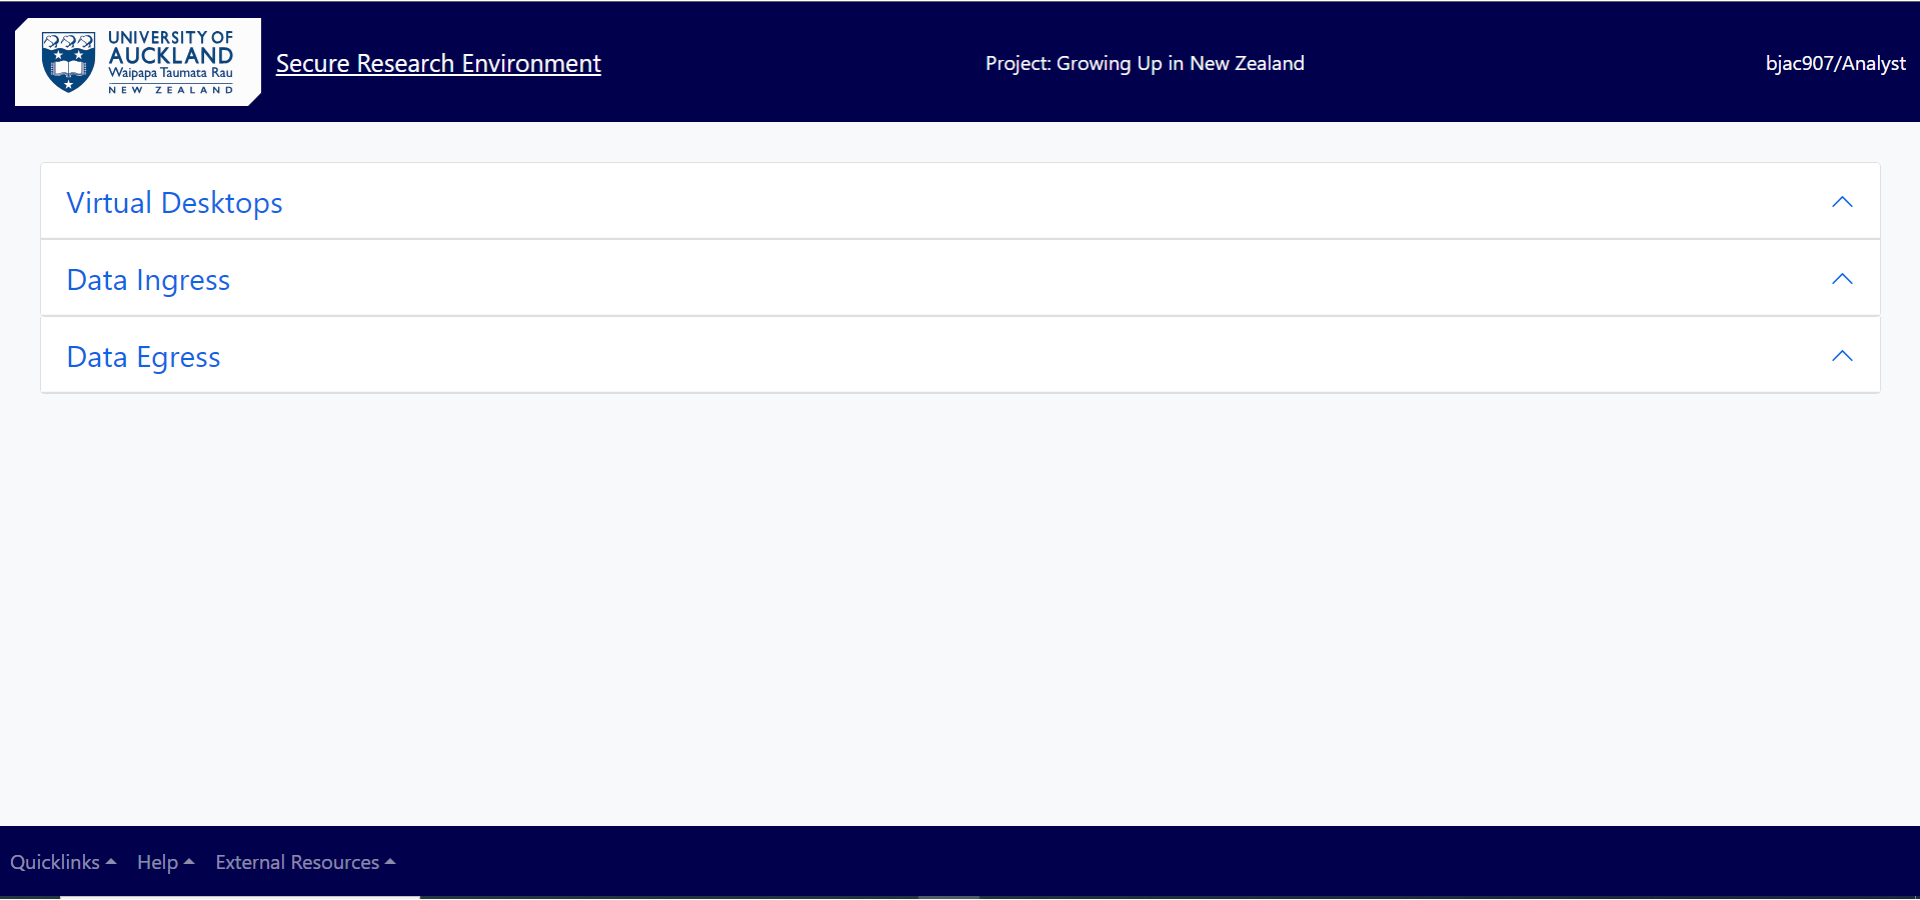 UNIVERSITY OF
AUCKLAND
Waipapa Taumata Rau
NEW ZEALAND
Secure Research Environment
Project: Growing Up in New Zealand
bjac907/Analyst
Virtual Desktops
Data Ingress
Data Egress
Quicklinks
Help
External Resources